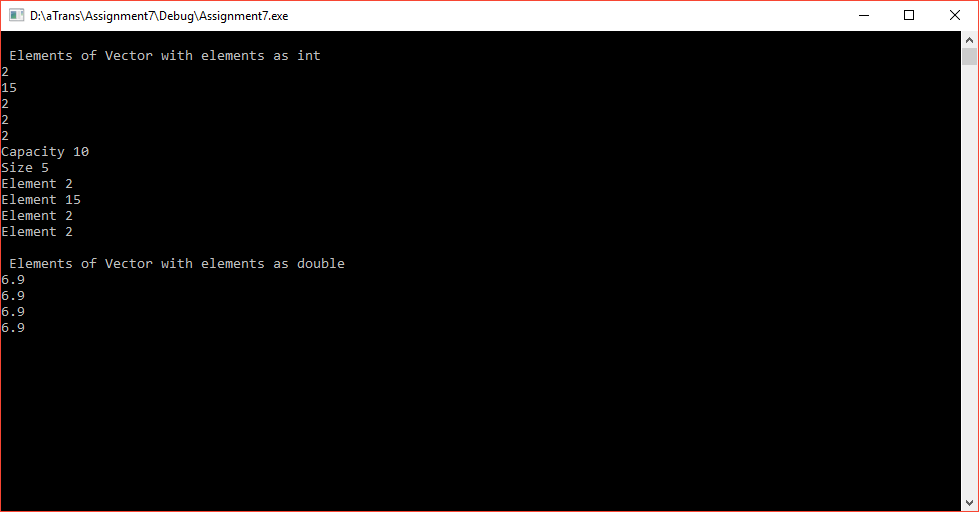 D:\aTrans\Assignment7\Debug\Assignment7.exe
Elements of Vector with elements as int
2
15
2
2
2
Capacity 10
Size 5
Element 2
Element 15
Element 2
Element 2
Elements of Vector with elements as double
6.9
6.9
6.9
6.9